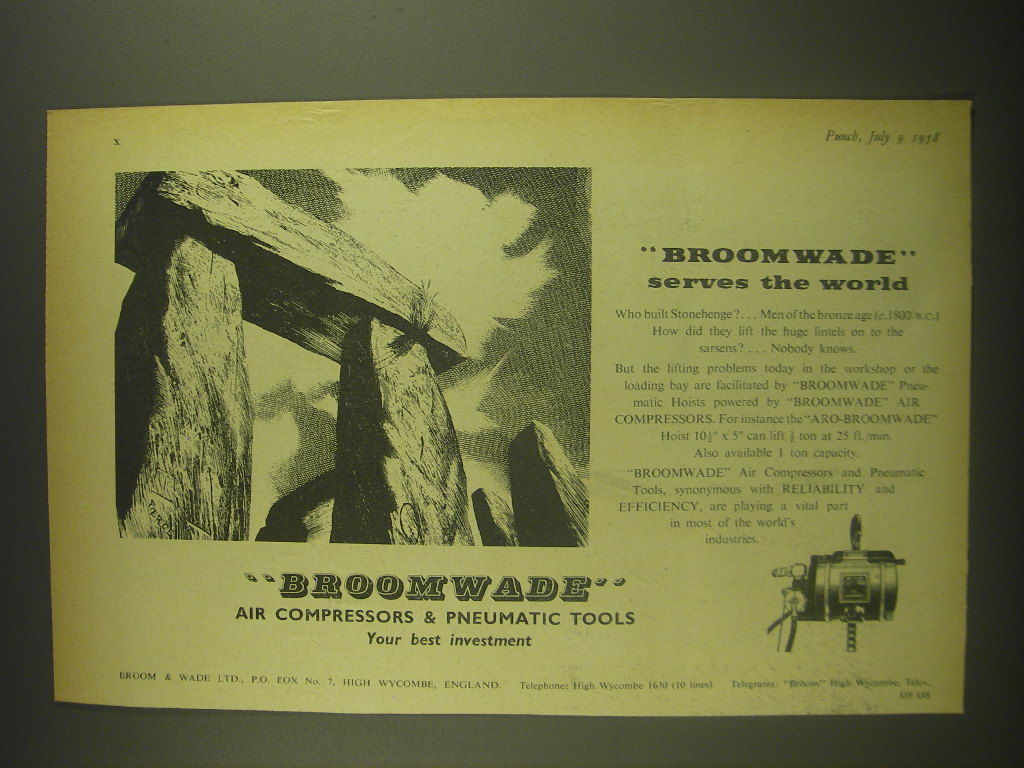 x
Punch, July 9 1958
"BROOMWADE"
serves the world
Who built Stonehenge?... Men of the bronze age (c.1800 B.C.)
How did they lift the huge lintels on to the
sarsens?... Nobody knows.
But the lifting problems today in the workshop or the
loading bay are facilitated by "BROOMWADE" Pneu-
matic Hoists powered by "BROOMWADE" AIR
COMPRESSORS. For instance the "ARO-BROOMWADE"
Hoist 10½" x 5" can lift ½ ton at 25 ft./min.
Also available 1 ton capacity.
"BROOMWADE" Air Compressors and Pneumatic
Tools, synonymous with RELIABILITY and
EFFICIENCY, are playing a vital part
in most of the world's
industries.
"BROOMWADE"
AIR COMPRESSORS & PNEUMATIC TOOLS
Your best investment
BROOM & WADE LTD., P.O. BOX No. 7, HIGH WYCOMBE, ENGLAND. Telephone: High Wycombe 1630 (10 lines) Telegrams: "Broom" High Wycombe, Telex.
SAS